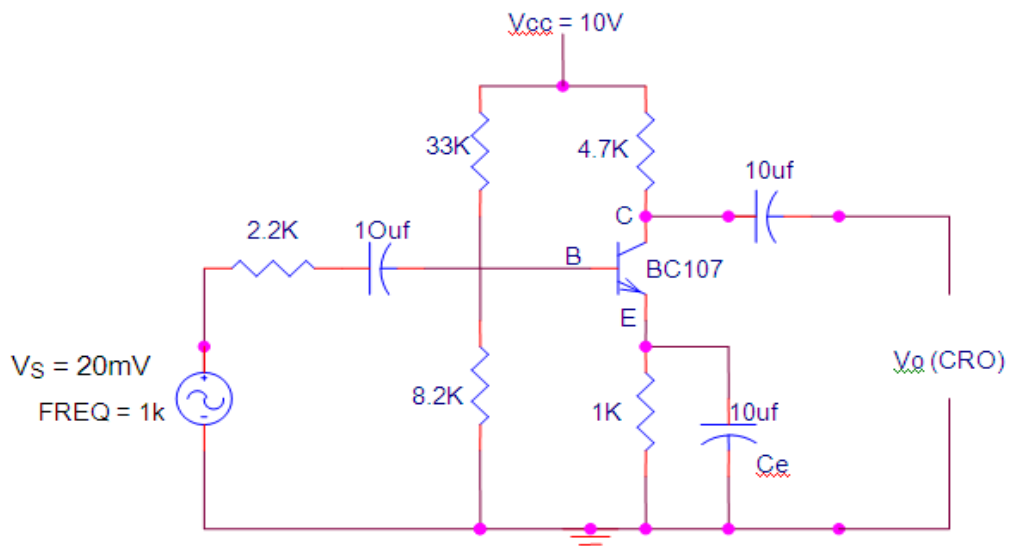 Vcc = 10V
33K
4.7K
10uf
2.2K
1Ouf
C
B
BC107
E
VS = 20mV
FREQ = 1k
8.2K
1K
10uf
Ce
Vo (CRO)